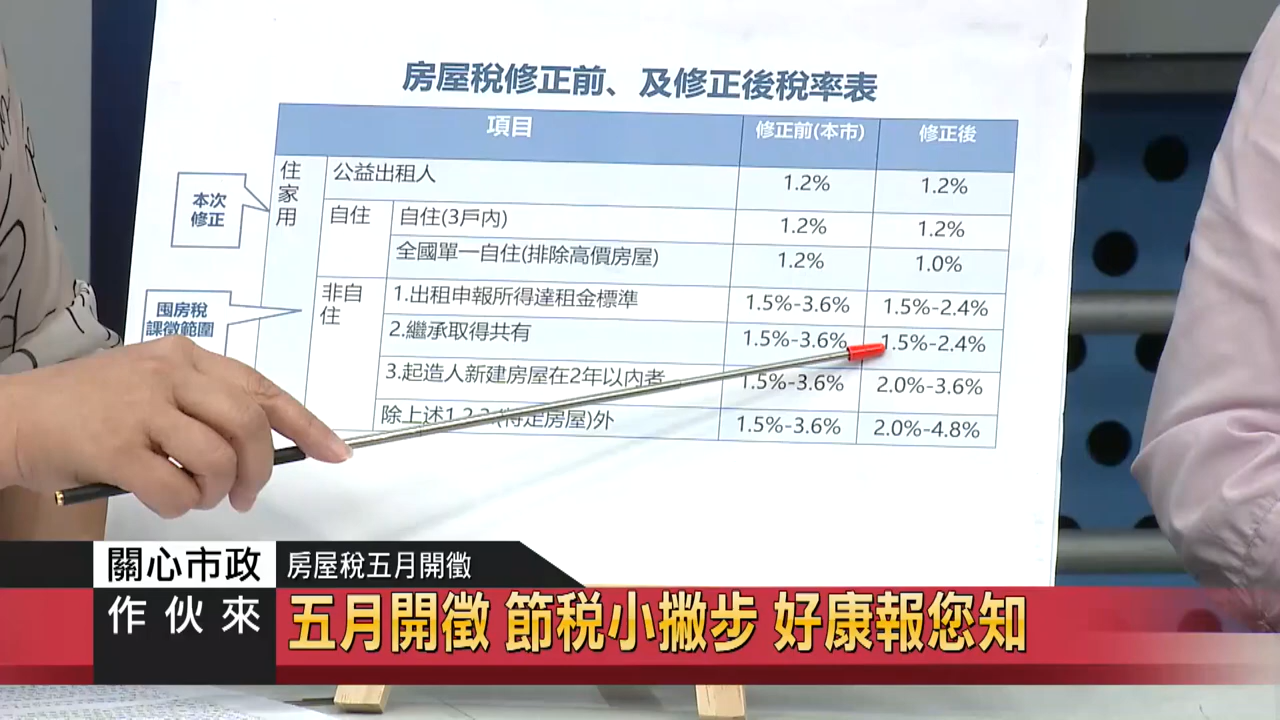 房屋稅修正前、及修正後稅率表
項目 修正前(本市) 修正後
住家用
公益出租人 1.2% 1.2%
自住 自住(3戶內) 1.2% 1.2%
全國單一自住(排除高價房屋) 1.2% 1.0%
非自住
1.出租申報所得達租金標準 1.5%-3.6% 1.5%-2.4%
2.繼承取得共有 1.5%-3.6% 1.5%-2.4%
3.起造人新建房屋在2年以內者 1.5%-3.6% 2.0%-3.6%
除上述1.2.3.(特定房屋)外 1.5%-3.6% 2.0%-4.8%
本次
修正
囤房稅
課徵範圍
關心市政
作伙來
房屋稅五月開徵
五月開徵 節稅小撇步 好康報您知